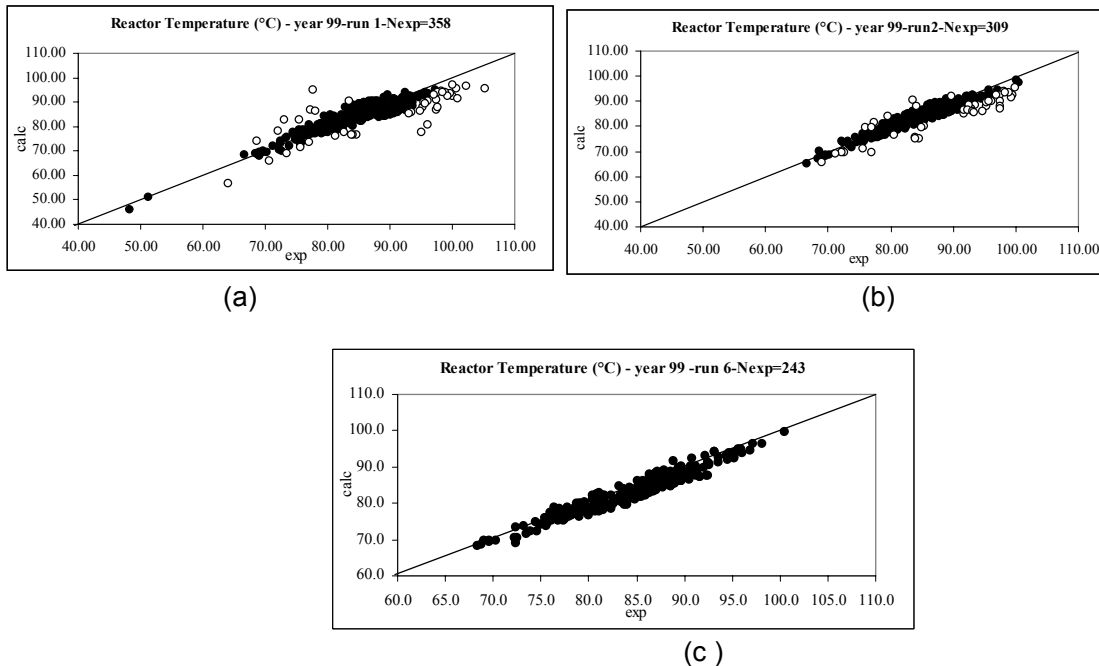 Reactor Temperature (°C) - year 99-run 1-Nexp=358
110.00
100.00
90.00
80.00
70.00
60.00
50.00
40.00
calc
40.00 50.00 60.00 70.00 80.00 90.00 100.00 110.00
exp
(a)
Reactor Temperature (°C) - year 99-run2-Nexp=309
110.00
100.00
90.00
80.00
70.00
60.00
50.00
40.00
calc
40.00 50.00 60.00 70.00 80.00 90.00 100.00 110.00
exp
(b)
Reactor Temperature (°C) - year 99 -run 6-Nexp=243
110.0
100.0
90.0
80.0
70.0
60.0
calc
60.0 65.0 70.0 75.0 80.0 85.0 90.0 95.0 100.0 105.0 110.0
exp
(c )